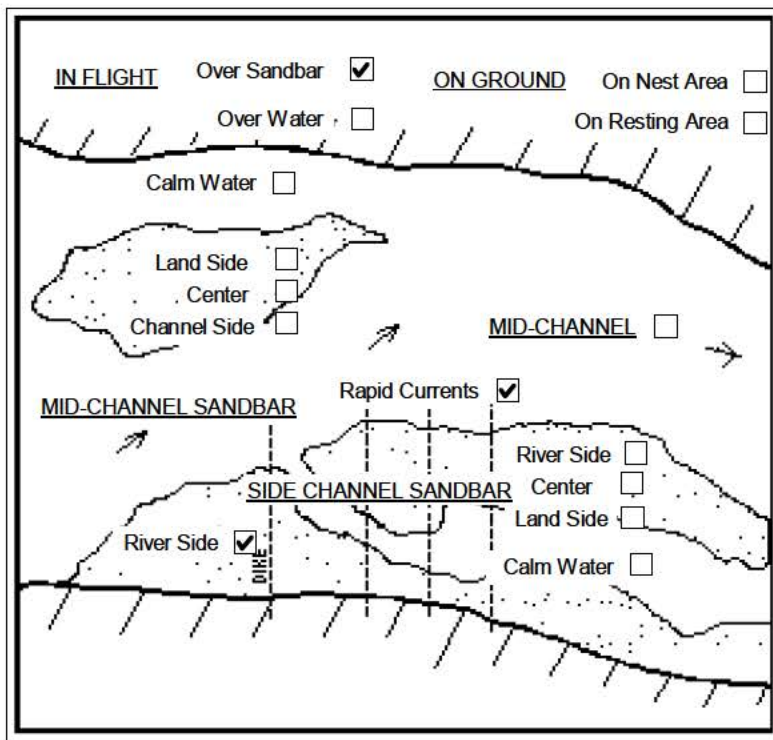 IN FLIGHT Over Sandbar ON GROUND On Nest Area
Over Water On Resting Area
Calm Water
Land Side
Center
Channel Side
MID-CHANNEL
Rapid Currents
MID-CHANNEL SANDBAR
River Side
SIDE CHANNEL SANDBAR Center
Land Side
River Side
DIKE
Calm Water